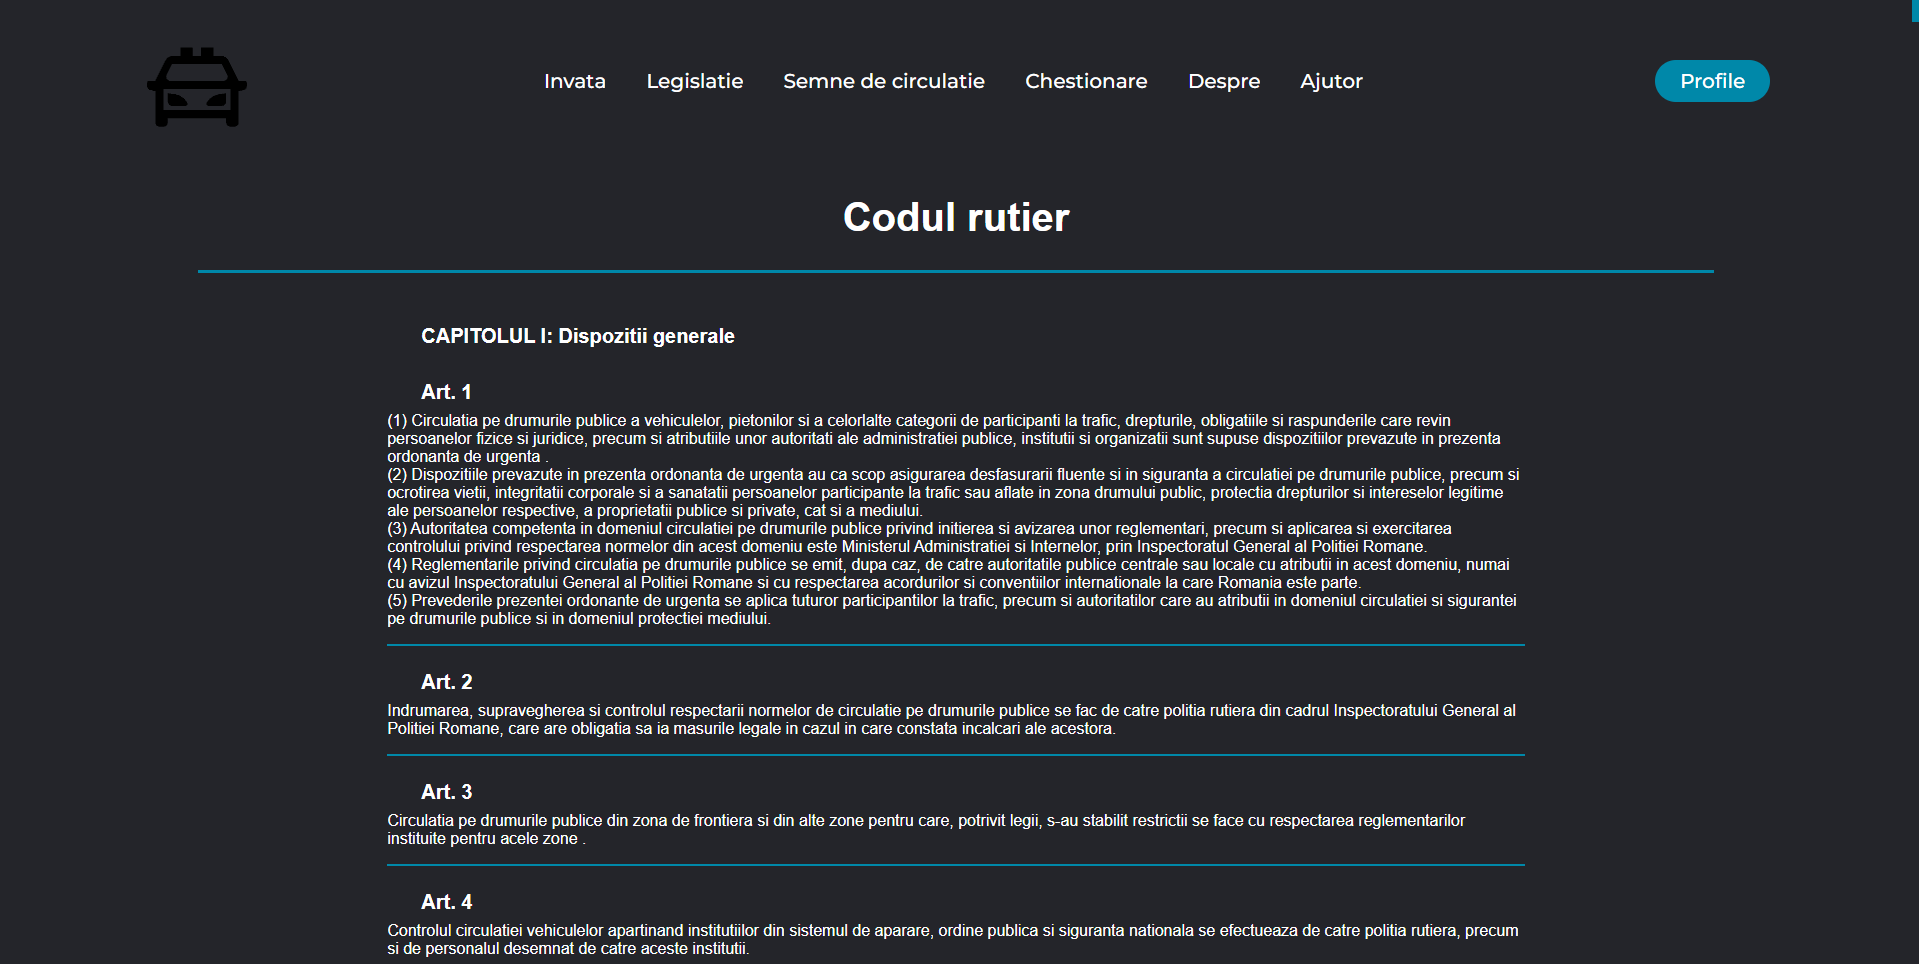 Invata Legislatie Semne de circulatie Chestionare Despre Ajutor Profile
Codul rutier
CAPITOLUL I: Dispozitii generale
Art. 1
(1) Circulatia pe drumurile publice a vehiculelor, pietonilor si a celorlalte categorii de participanti la trafic, drepturile, obligatiile si raspunderile care revin
persoanelor fizice si juridice, precum si atributiile unor autoritati ale administratiei publice, institutii si organizatii sunt supuse dispozitiilor prevazute in prezenta
ordonanta de urgenta .
(2) Dispozitiile prevazute in prezenta ordonanta de urgenta au ca scop asigurarea desfasurarii fluente si in siguranta a circulatiei pe drumurile publice, precum si
ocrotirea vietii, integritatii corporale si a sanatatii persoanelor participante la trafic sau aflate in zona drumului public, protectia drepturilor si intereselor legitime
ale persoanelor respective, a proprietatii publice si private, cat si a mediului.
(3) Autoritatea competenta in domeniul circulatiei pe drumurile publice privind initierea si avizarea unor reglementari, precum si aplicarea si exercitarea
controlului privind respectarea normelor din acest domeniu este Ministerul Administratiei si Internelor, prin Inspectoratul General al Politiei Romane.
(4) Reglementarile privind circulatia pe drumurile publice se emit, dupa caz, de catre autoritatile publice centrale sau locale cu atributii in acest domeniu, numai
cu avizul Inspectoratului General al Politiei Romane si cu respectarea acordurilor si conventiilor internationale la care Romania este parte.
(5) Prevederile prezentei ordonante de urgenta se aplica tuturor participantilor la trafic, precum si autoritatilor care au atributii in domeniul circulatiei si sigurantei
pe drumurile publice si in domeniul protectiei mediului.
Art. 2
Indrumarea, supravegherea si controlul respectarii normelor de circulatie pe drumurile publice se fac de catre politia rutiera din cadrul Inspectoratului General al
Politiei Romane, care are obligatia sa ia masurile legale in cazul in care constata incalcari ale acestora.
Art. 3
Circulatia pe drumurile publice din zona de frontiera si din alte zone pentru care, potrivit legii, s-au stabilit restrictii se face cu respectarea reglementarilor
instituite pentru acele zone .
Art. 4
Controlul circulatiei vehiculelor apartinand institutiilor din sistemul de aparare, ordine publica si siguranta nationala se efectueaza de catre politia rutiera, precum
si de personalul desemnat de catre aceste institutii.